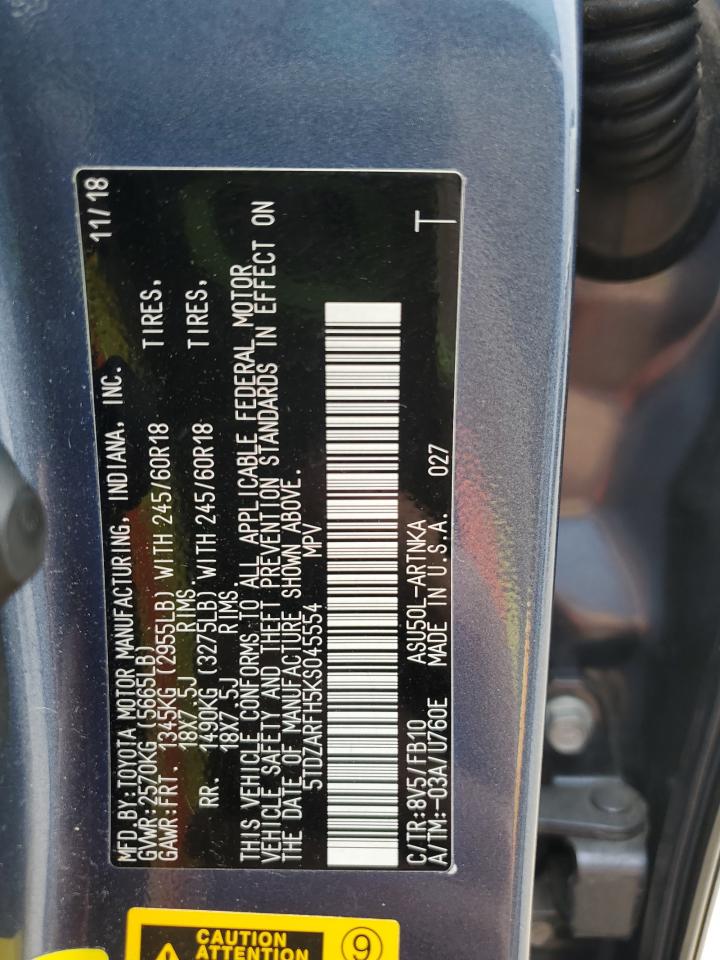 MFD.BY:TOYOTA MOTOR MANUFACTURING, INDIANA, INC. 11/18
GVWR:2570KG (5665LB)
GAWR:FRT. 1345KG (2955LB) WITH 245/60R18 TIRES,
18X7.5J RIMS,
RR. 1490KG (3275LB) WITH 245/60R18 TIRES,
18X7.5J RIMS.
THIS VEHICLE CONFORMS TO ALL APPLICABLE FEDERAL MOTOR
VEHICLE SAFETY AND THEFT PREVENTION STANDARDS IN EFFECT ON
THE DATE OF MANUFACTURE SHOWN ABOVE.
5TDZARFH5KS045554 MPV
C/TR:8V5/FB10 ASU50L-ARTNKA
A/TM:-03A/U760E MADE IN U.S.A. 027 T
CAUTION
ATTENTION
9